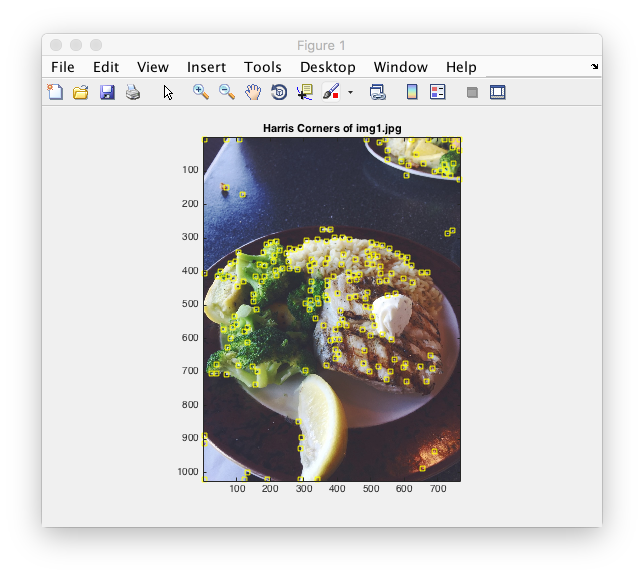 Figure 1
File Edit View Insert Tools Desktop Window Help
Harris Corners of img1.jpg
100
200
300
400
500
600
700
800
900
1000
100 200 300 400 500 600 700